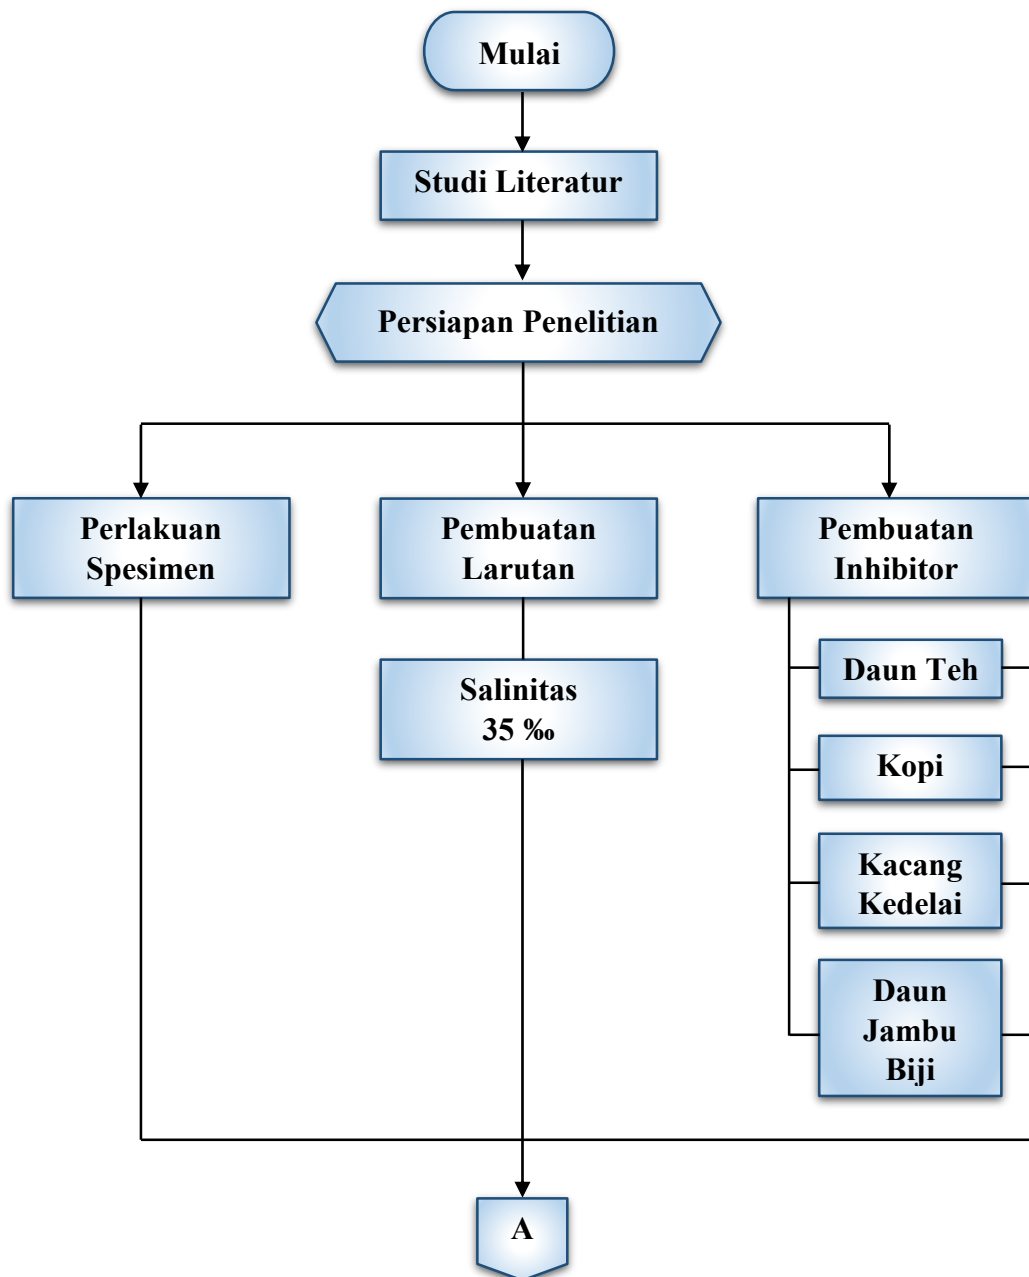 Mulai
Studi Literatur
Persiapan Penelitian
Perlakuan
Spesimen
Pembuatan
Larutan
Pembuatan
Inhibitor
Salinitas
35 ‰
Daun Teh
Kopi
Kacang
Kedelai
Daun
Jambu
Biji
A